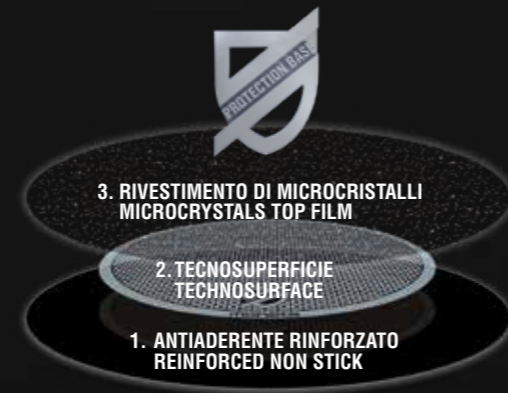 PROTECTION BASE
3. RIVESTIMENTO DI MICROCRISTALLI
MICROCRYSTALS TOP FILM
2. TECNOSUPERFICIE
TECHNOSURFACE
1. ANTIADERENTE RINFORZATO
REINFORCED NON STICK